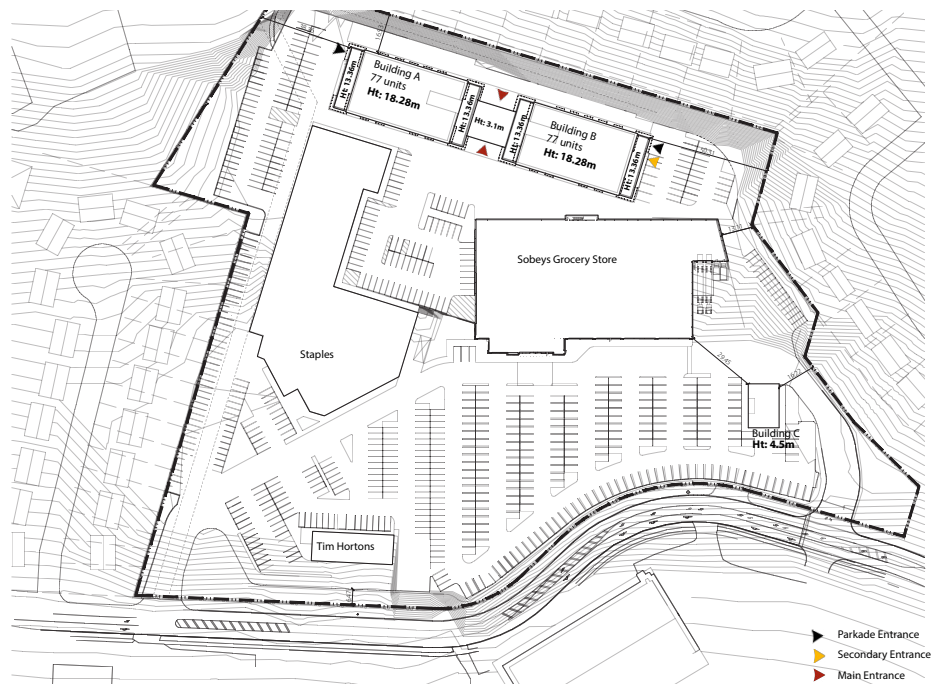 Building A
77 units
Ht: 18.28m
Ht: 13.36m
Ht: 13.36m
Ht: 3.1m
Ht: 13.36m
Building B
77 units
Ht: 18.28m
Ht: 13.36m
Sobeys Grocery Store
Staples
29.45
Building C
Ht: 4.5m
Tim Hortons
Parkade Entrance
Secondary Entrance
Main Entrance